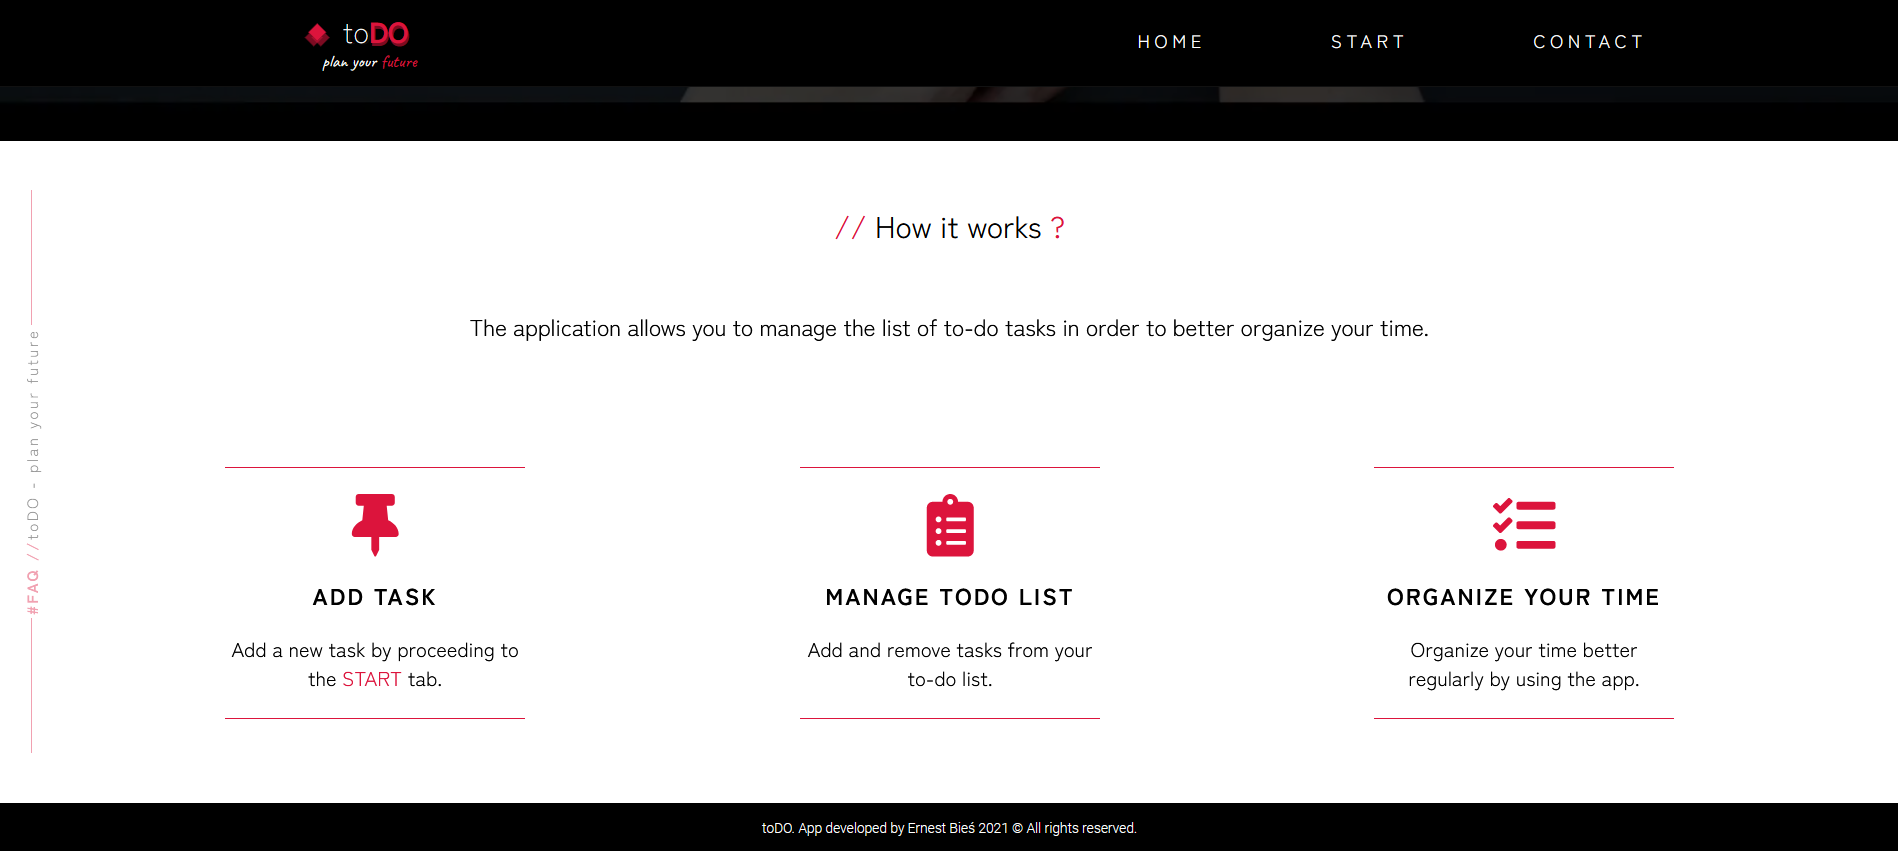 toDO
plan your future
HOME
START
CONTACT
// How it works ?
The application allows you to manage the list of to-do tasks in order to better organize your time.
#FAQ //toDO - plan your future
ADD TASK
Add a new task by proceeding to
the START tab.
MANAGE TODO LIST
Add and remove tasks from your
to-do list.
ORGANIZE YOUR TIME
Organize your time better
regularly by using the app.
toDO. App developed by Ernest Bieś 2021 © All rights reserved.